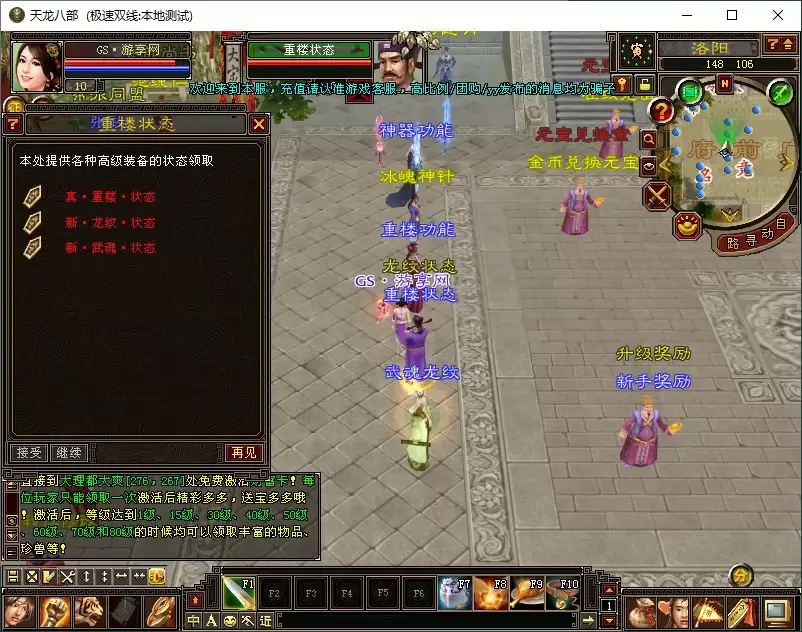 天龙八部 (极速双线:本地测试)
GS·游享网
10
重楼状态
洛阳
148 106
N
欢迎来到本服，充值请认准游戏客服，高比例/团购/yy发布的消息均为骗子
重楼状态
本处提供各种高级装备的状态领取
真·重楼·状态
新·龙纹·状态
新·武魂·状态
接受 继续 再见
神器功能
冰魄神针
重楼功能
龙纹状态
GS·游享网
重楼状态
武魂龙纹
金币兑换元宝
升级奖励
新手奖励
自动寻路
直接到大理都大爽[276，267]处免费激活财富卡！每
位玩家只能领取一次激活后精彩多多，送宝多多哦
！激活后，等级达到1级、15级、30级、40级、50级
、60级、70级和80级的时候均可以领取丰富的物品、
珍兽等！
F1 F2 F3 F4 F5 F6 F7 F8 F9 F10
中 A 近
1